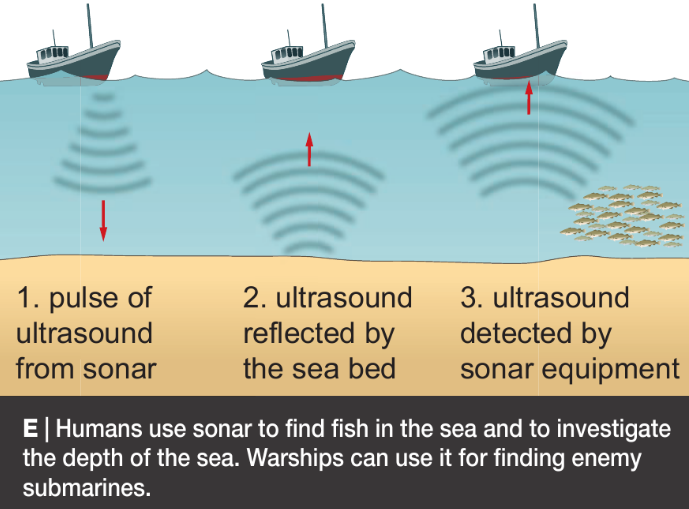 1. pulse of
ultrasound
from sonar
2. ultrasound
reflected by
the sea bed
3. ultrasound
detected by
sonar equipment
E | Humans use sonar to find fish in the sea and to investigate
the depth of the sea. Warships can use it for finding enemy
submarines.